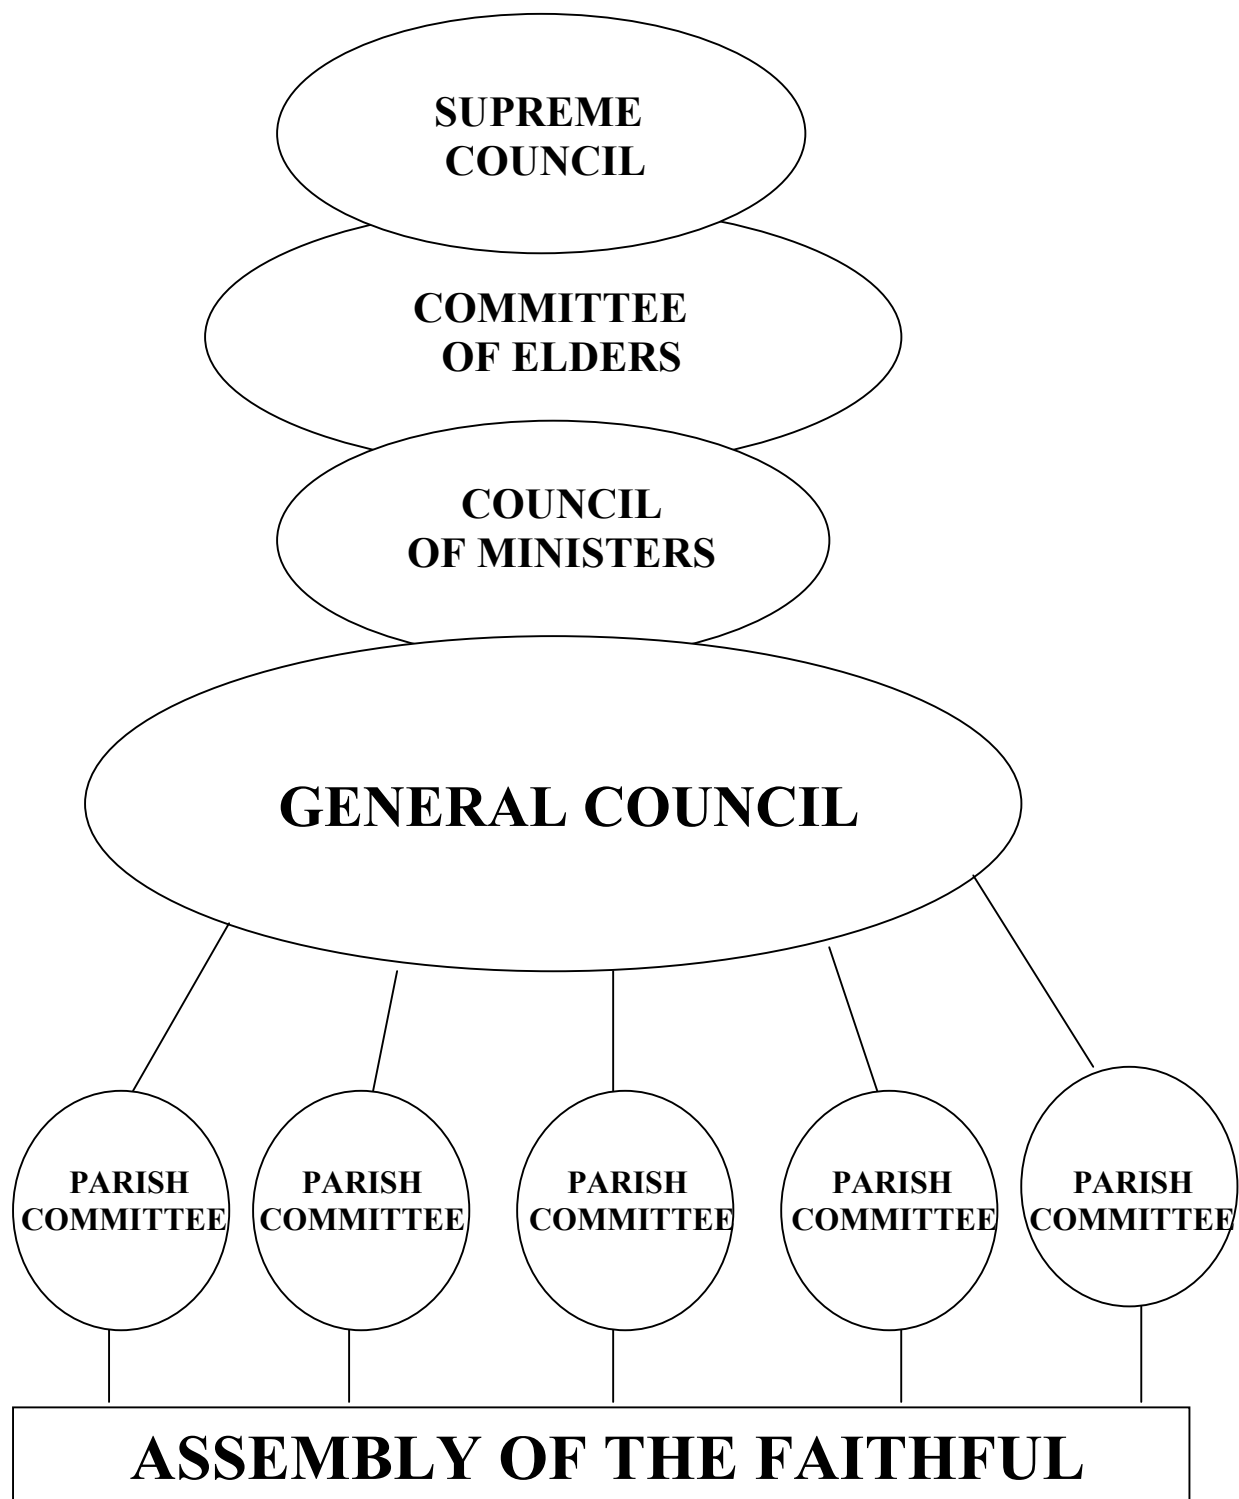 SUPREME
COUNCIL
COMMITTEE
OF ELDERS
COUNCIL
OF MINISTERS
GENERAL COUNCIL
PARISH
COMMITTEE
PARISH
COMMITTEE
PARISH
COMMITTEE
PARISH
COMMITTEE
PARISH
COMMITTEE
ASSEMBLY OF THE FAITHFUL